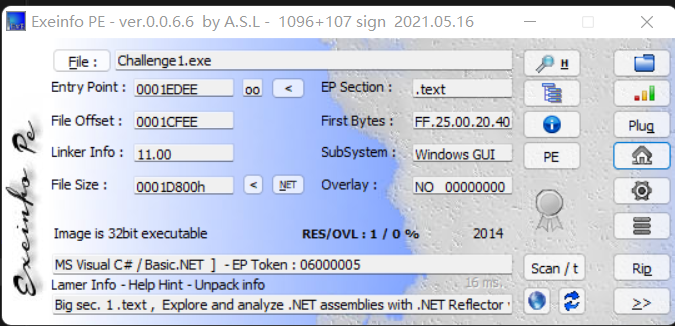 Exeinfo PE - ver.0.0.6.6 by A.S.L - 1096+107 sign 2021.05.16
File : Challenge1.exe H
Entry Point : 0001EDEE oo < EP Section : .text
File Offset : 0001CFEE First Bytes : FF.25.00.20.40 Plug
Linker Info : 11.00 SubSystem : Windows GUI PE
File Size : 0001D800h < NET Overlay : NO 00000000
Image is 32bit executable RES/OVL : 1 / 0 % 2014
Exeinfo Pe
MS Visual C# / Basic.NET ] - EP Token : 06000005 Scan / t Rip
Lamer Info - Help Hint - Unpack info 16 ms.
Big sec. 1 .text , Explore and analyze .NET assemblies with .NET Reflector >>